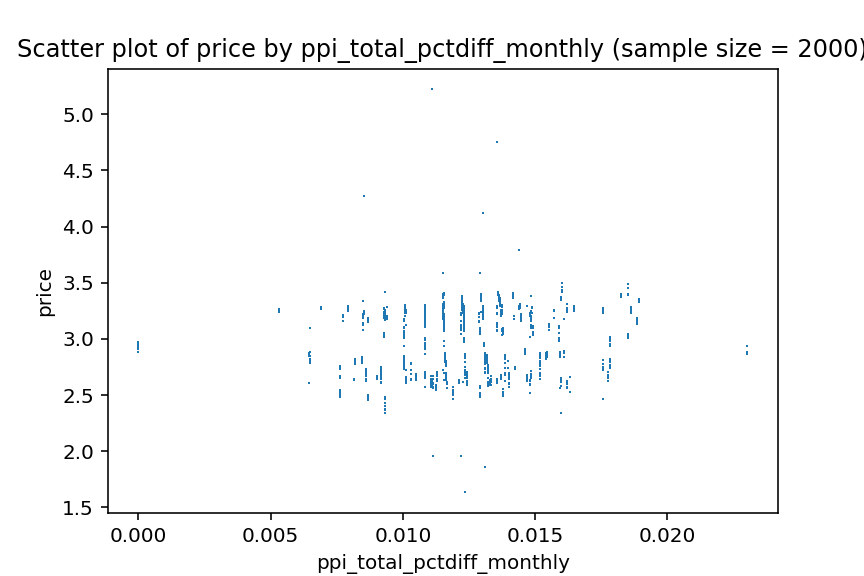 Scatter plot of price by ppi_total_pctdiff_monthly (sample size = 2000)
price
5.0
4.5
4.0
3.5
3.0
2.5
2.0
1.5
0.000 0.005 0.010 0.015 0.020
ppi_total_pctdiff_monthly